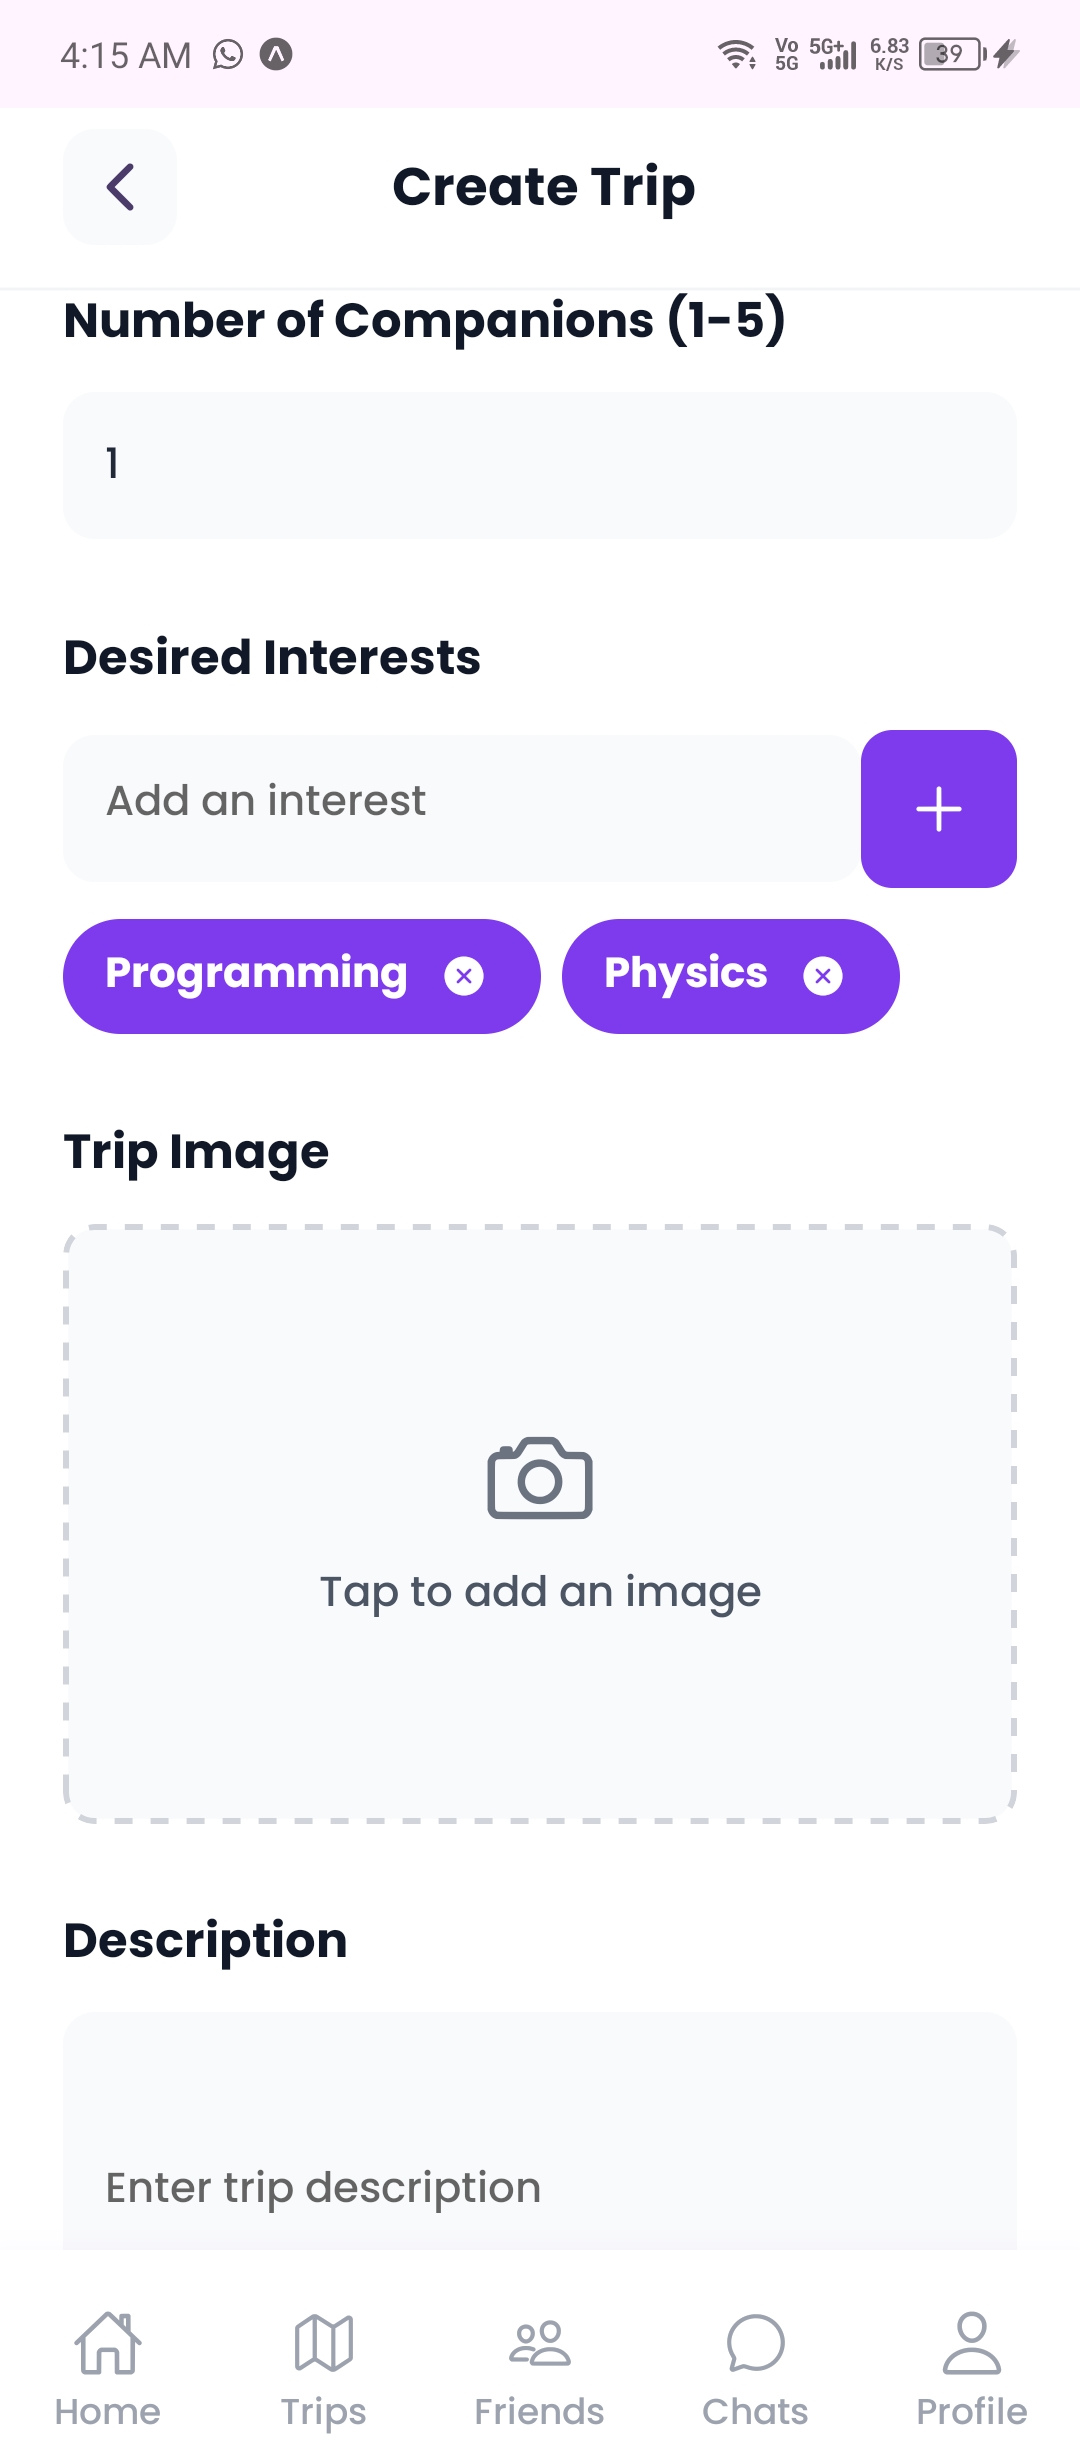 4:15 AM Vo 5G 5G+ 6.83 K/S 39
Create Trip
Number of Companions (1-5)
1
Desired Interests
Add an interest
Programming Physics
Trip Image
Tap to add an image
Description
Enter trip description
Home Trips Friends Chats Profile